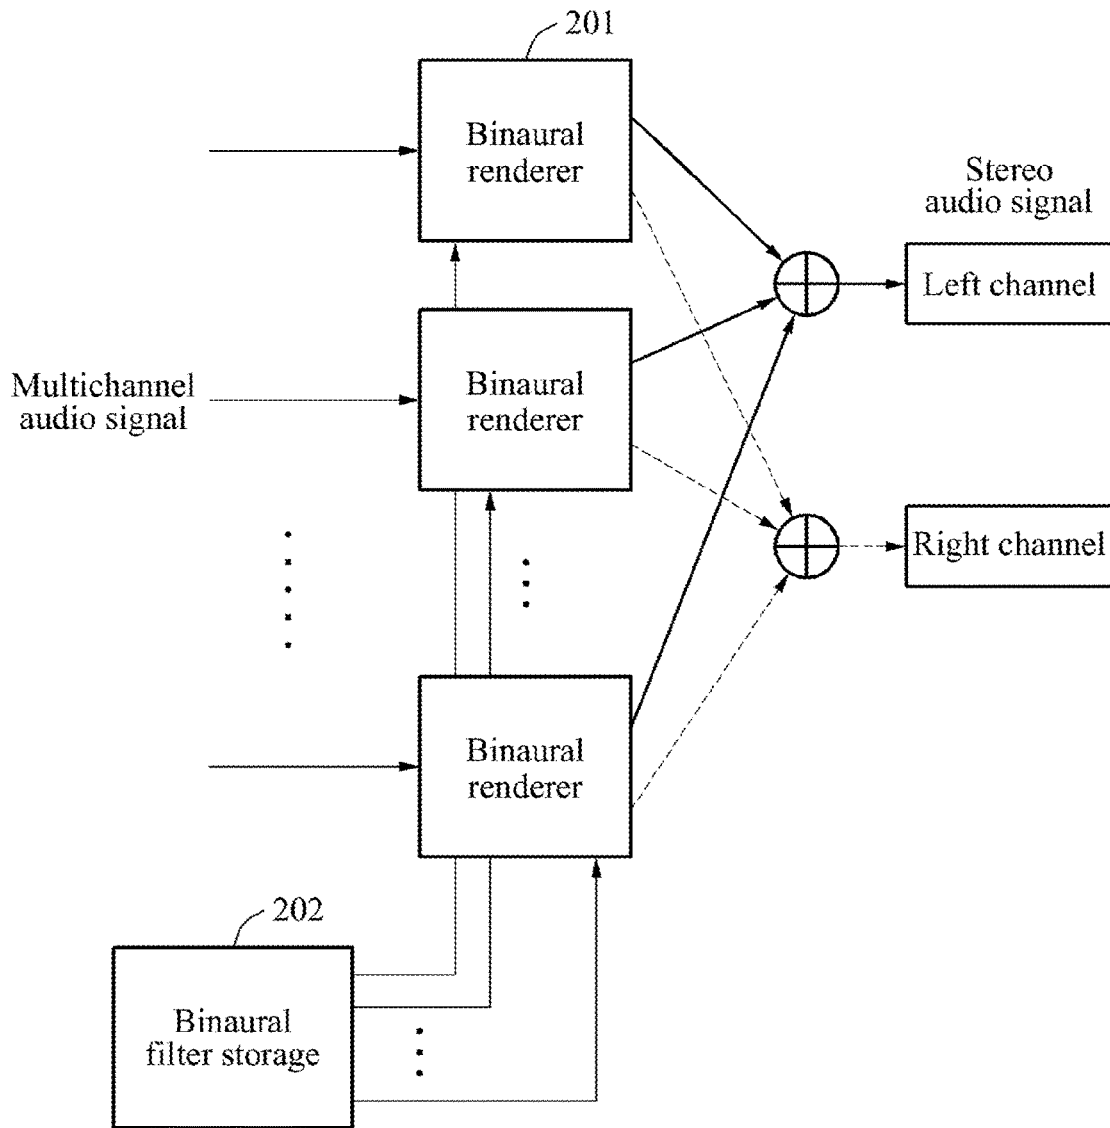 201
Binaural
renderer
Stereo
audio signal
Left channel
Multichannel
audio signal
Binaural
renderer
Right channel
Binaural
renderer
202
Binaural
filter storage